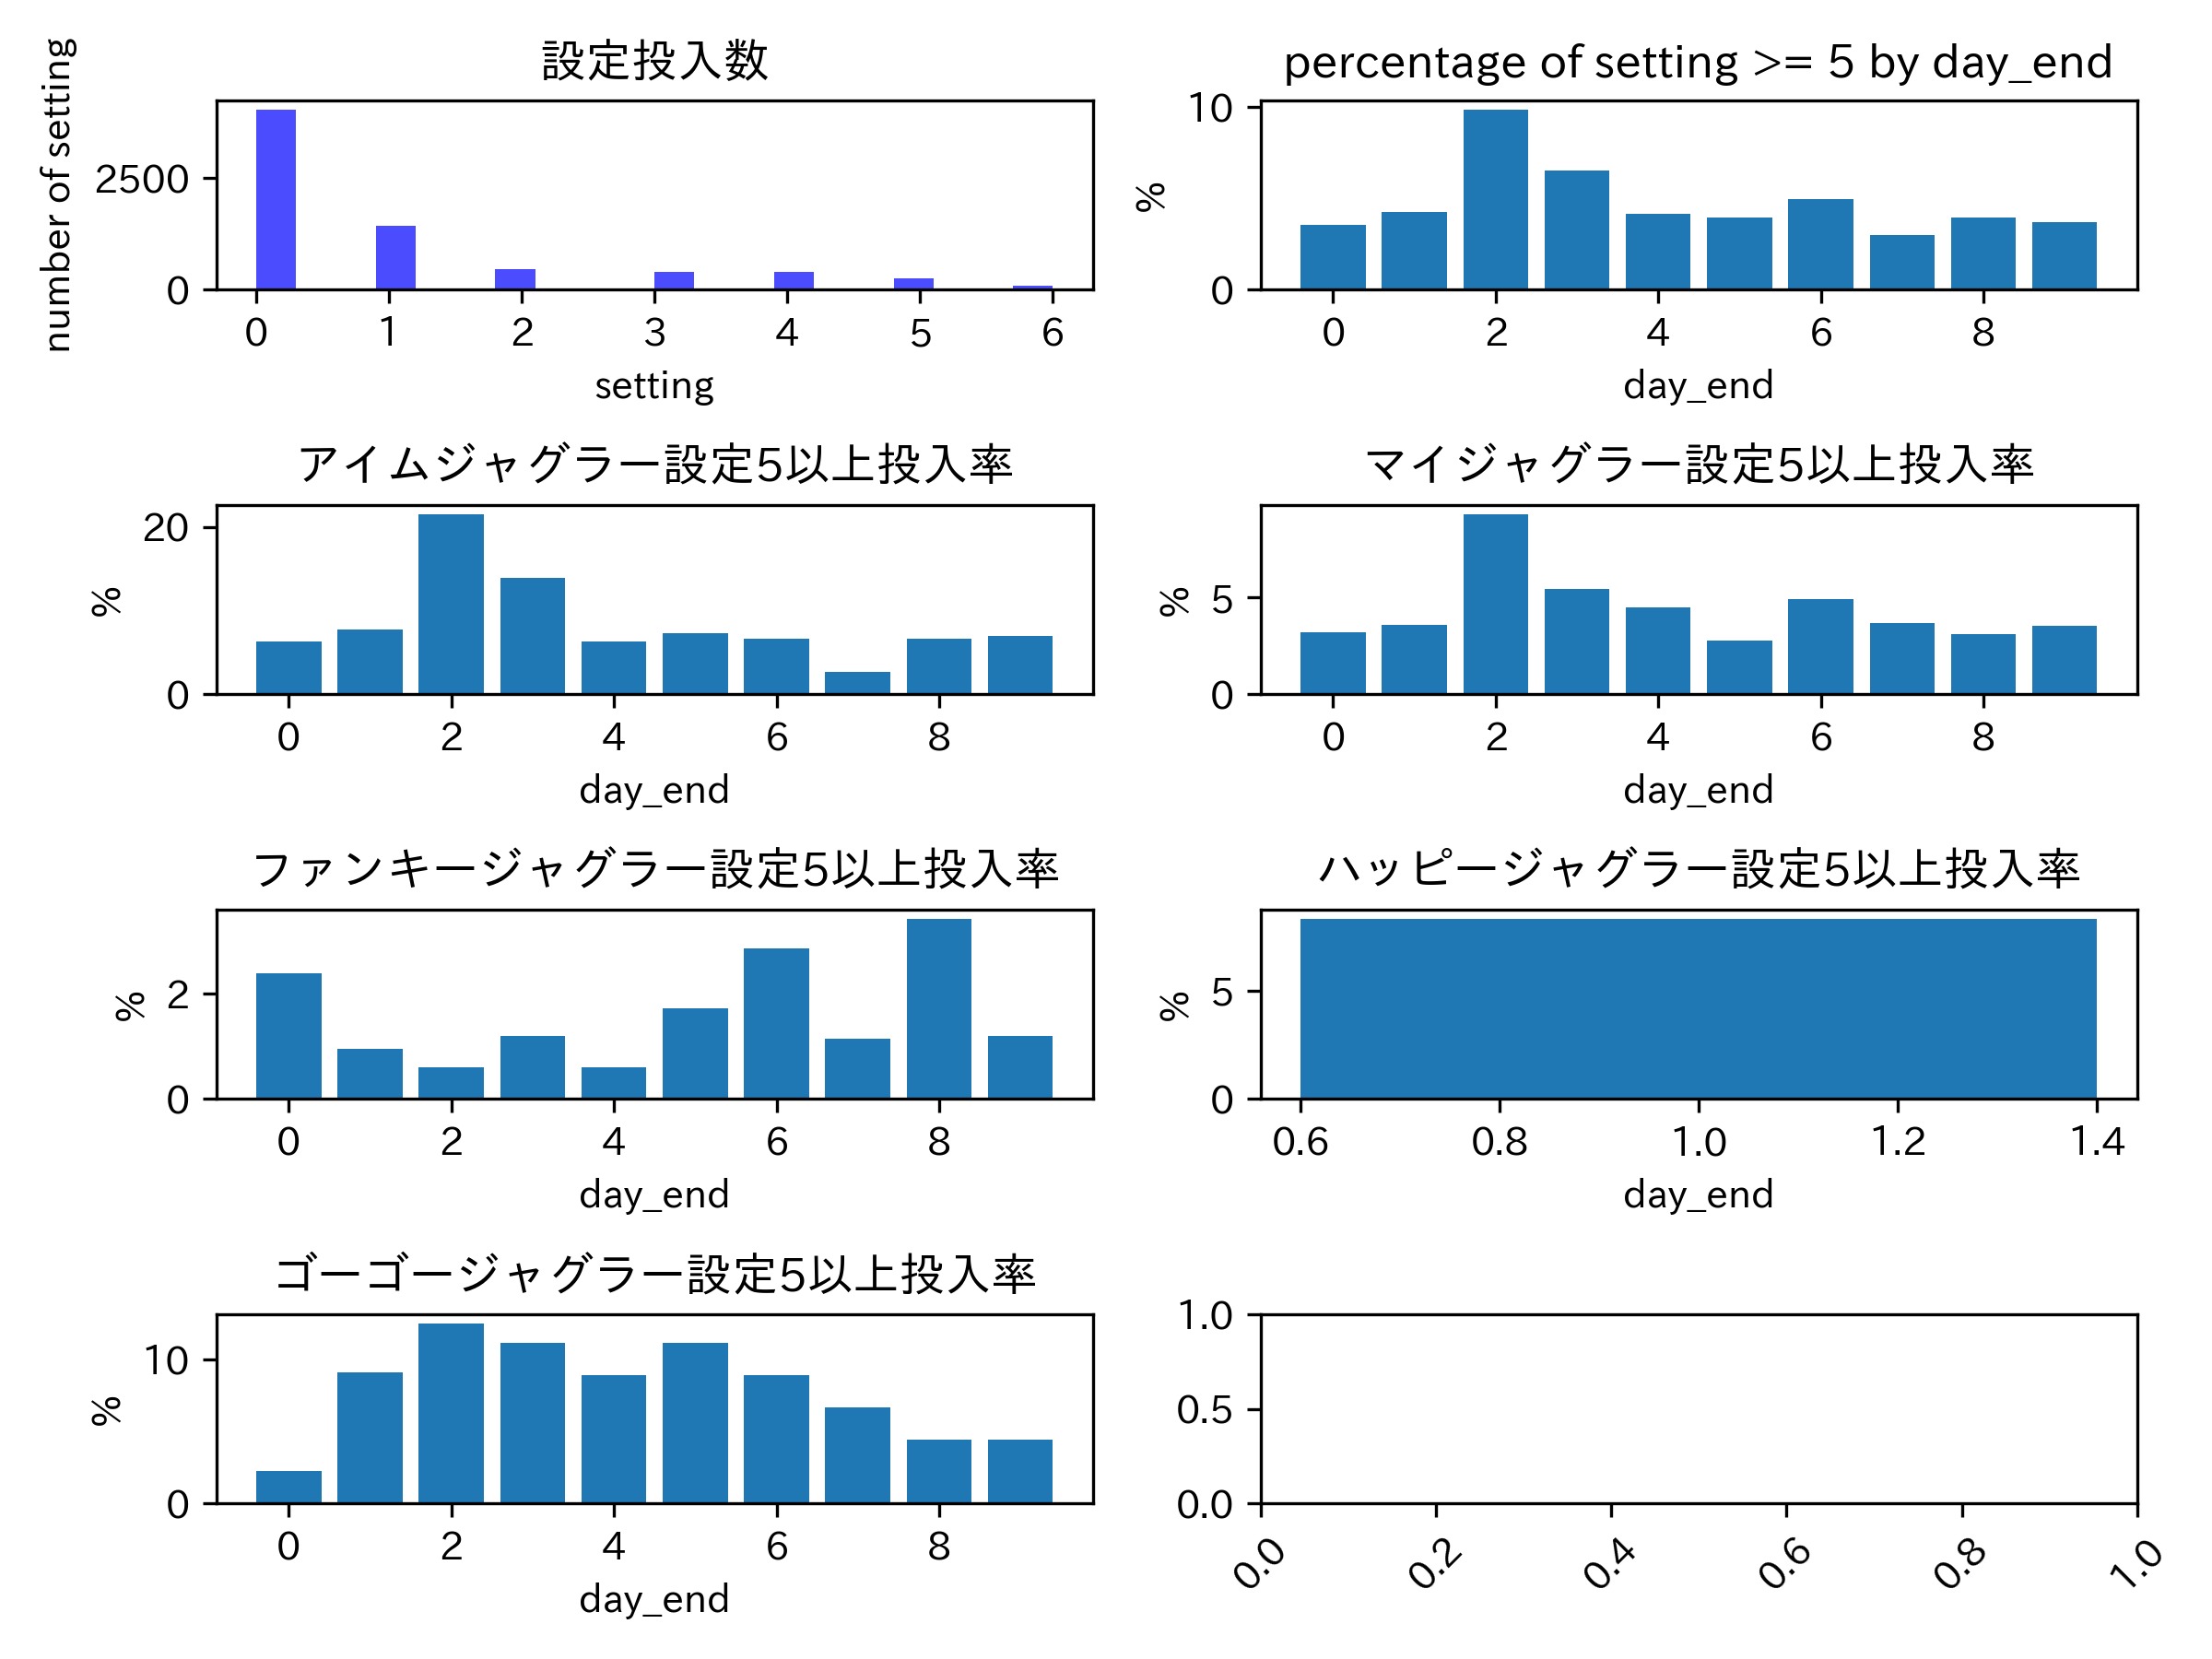 設定投入数
number of setting
2500
0
0 1 2 3 4 5 6
setting
percentage of setting >= 5 by day_end
%
10
0
0 2 4 6 8
day_end
アイムジャグラー設定5以上投入率
%
20
0
0 2 4 6 8
day_end
マイジャグラー設定5以上投入率
%
5
0
0 2 4 6 8
day_end
ファンキージャグラー設定5以上投入率
%
2
0
0 2 4 6 8
day_end
ハッピージャグラー設定5以上投入率
%
5
0
0.6 0.8 1.0 1.2 1.4
day_end
ゴーゴージャグラー設定5以上投入率
%
10
0
0 2 4 6 8
day_end
1.0
0.5
0.0
0.0 0.2 0.4 0.6 0.8 1.0